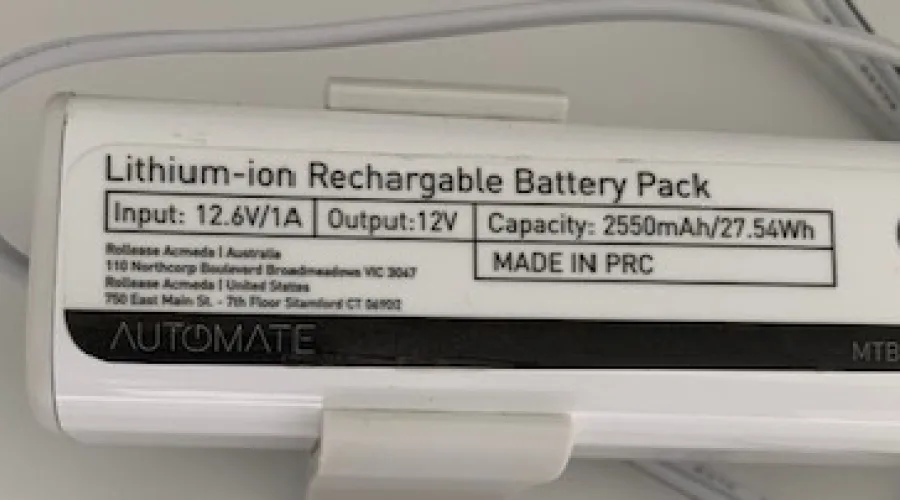 Lithium-ion Rechargable Battery Pack
Input: 12.6V/1A Output:12V Capacity: 2550mAh/27.54Wh
MADE IN PRC
Rollease Acmeda | Australia
110 Northcorp Boulevard Broadmeadows VIC 3047
Rollease Acmeda | United States
750 East Main St. - 7th Floor Stamford CT 06902
AUTOMATE
MTB